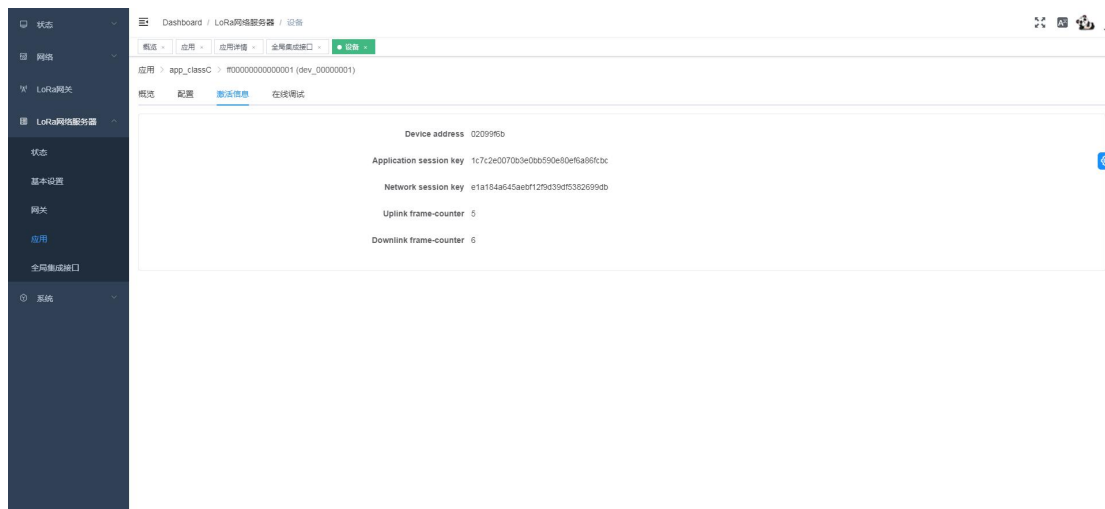 状态
网络
LoRa网关
LoRa网络服务器
状态
基本设置
网关
应用
全局集成接口
系统
Dashboard / LoRa网络服务器 / 设备
概览 × 应用 × 应用详情 × 全局集成接口 × 设备 ×
应用 > app_classC > ff00000000000001 (dev_00000001)
概览 配置 激活信息 在线调试
Device address 02099f6b
Application session key 1c7c2e0070b3e0bb590e80ef6a86fcbc
Network session key e1a184a645aebf12f9d39df5382699db
Uplink frame-counter 5
Downlink frame-counter 6